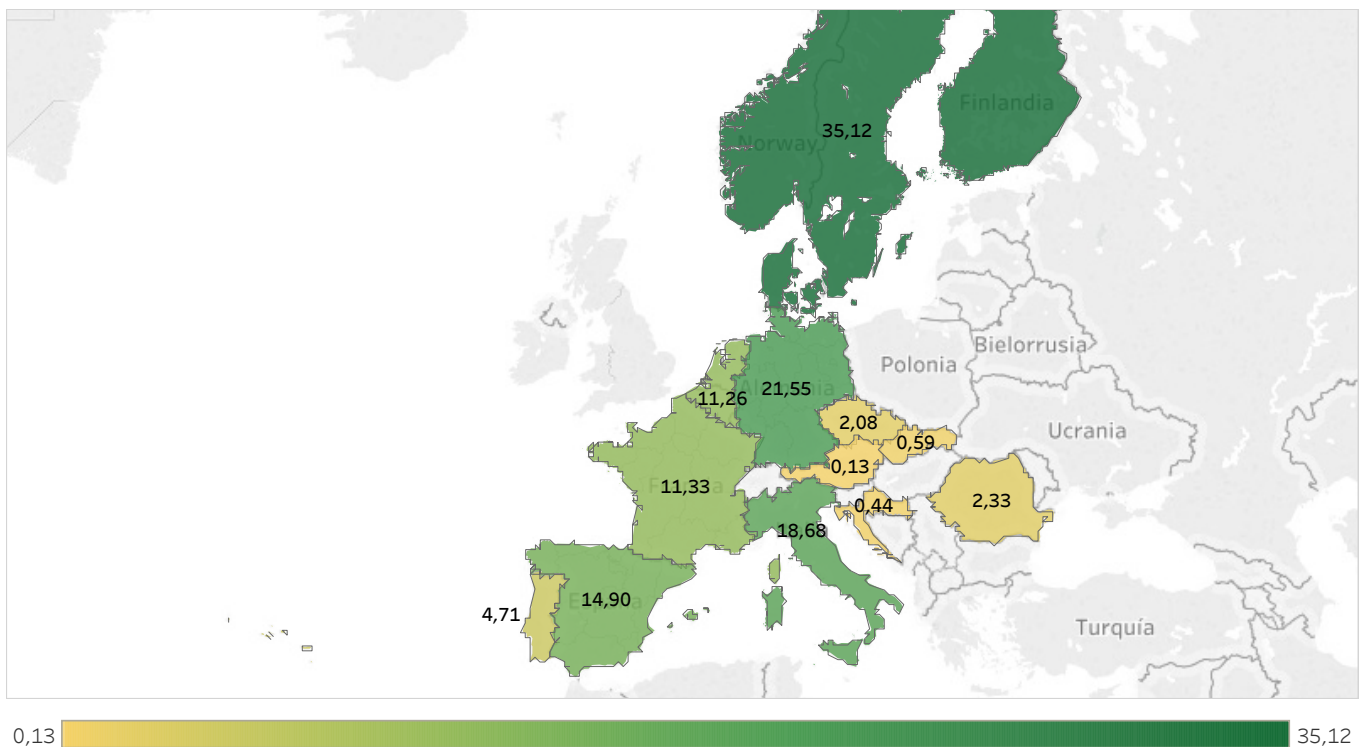 Finlandia
35,12
Norway
Bielorrusia
Polonia
21,55
11,26
2,08
Ucrania
0,59
0,13
11,33
2,33
0,44
18,68
14,90
4,71
Turquía
0,13
35,12